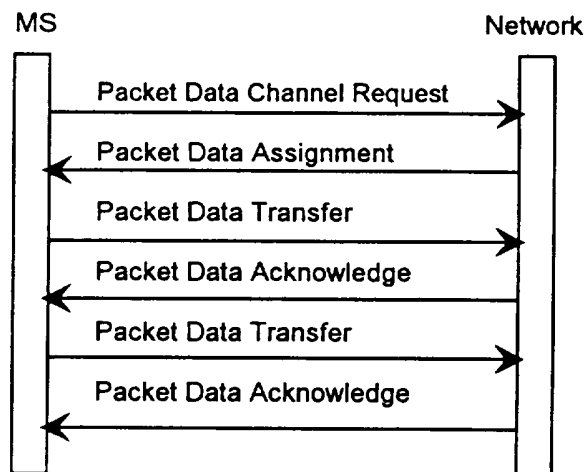 MS
Network
Packet Data Channel Request
Packet Data Assignment
Packet Data Transfer
Packet Data Acknowledge
Packet Data Transfer
Packet Data Acknowledge